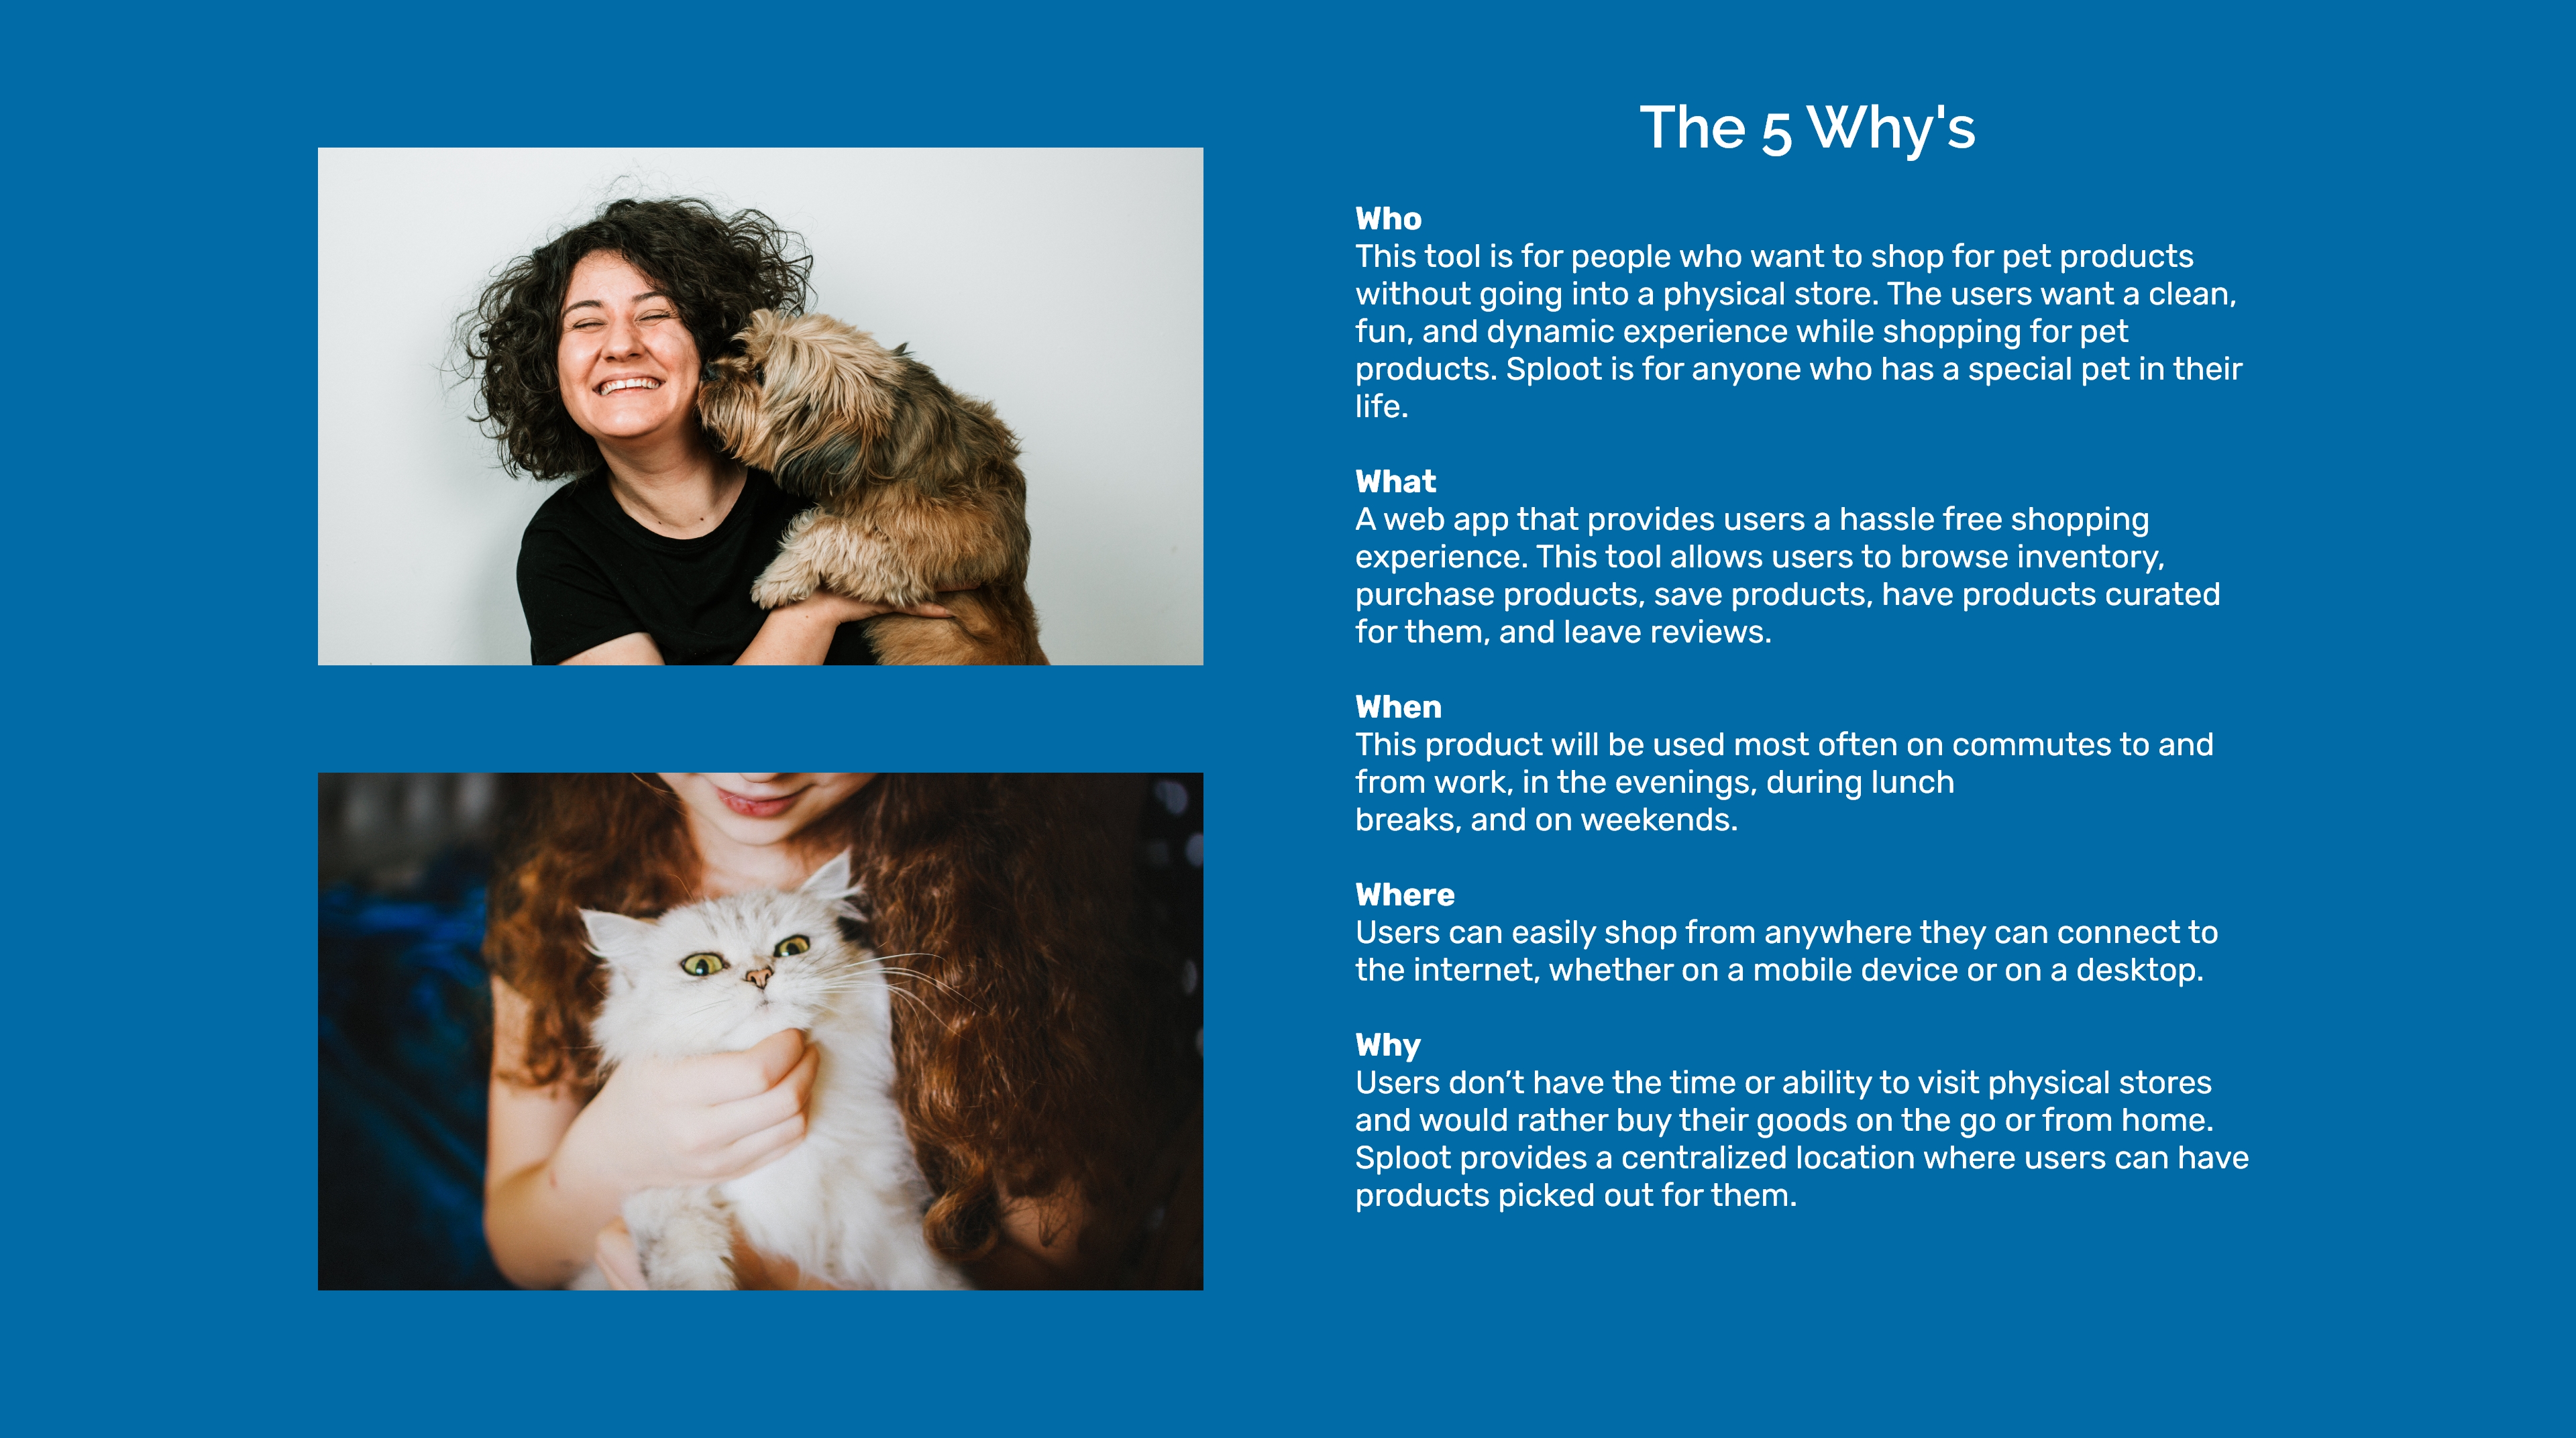 The 5 Why's
Who
This tool is for people who want to shop for pet products
without going into a physical store. The users want a clean,
fun, and dynamic experience while shopping for pet
products. Sploot is for anyone who has a special pet in their
life.
What
A web app that provides users a hassle free shopping
experience. This tool allows users to browse inventory,
purchase products, save products, have products curated
for them, and leave reviews.
When
This product will be used most often on commutes to and
from work, in the evenings, during lunch
breaks, and on weekends.
Where
Users can easily shop from anywhere they can connect to
the internet, whether on a mobile device or on a desktop.
Why
Users don’t have the time or ability to visit physical stores
and would rather buy their goods on the go or from home.
Sploot provides a centralized location where users can have
products picked out for them.